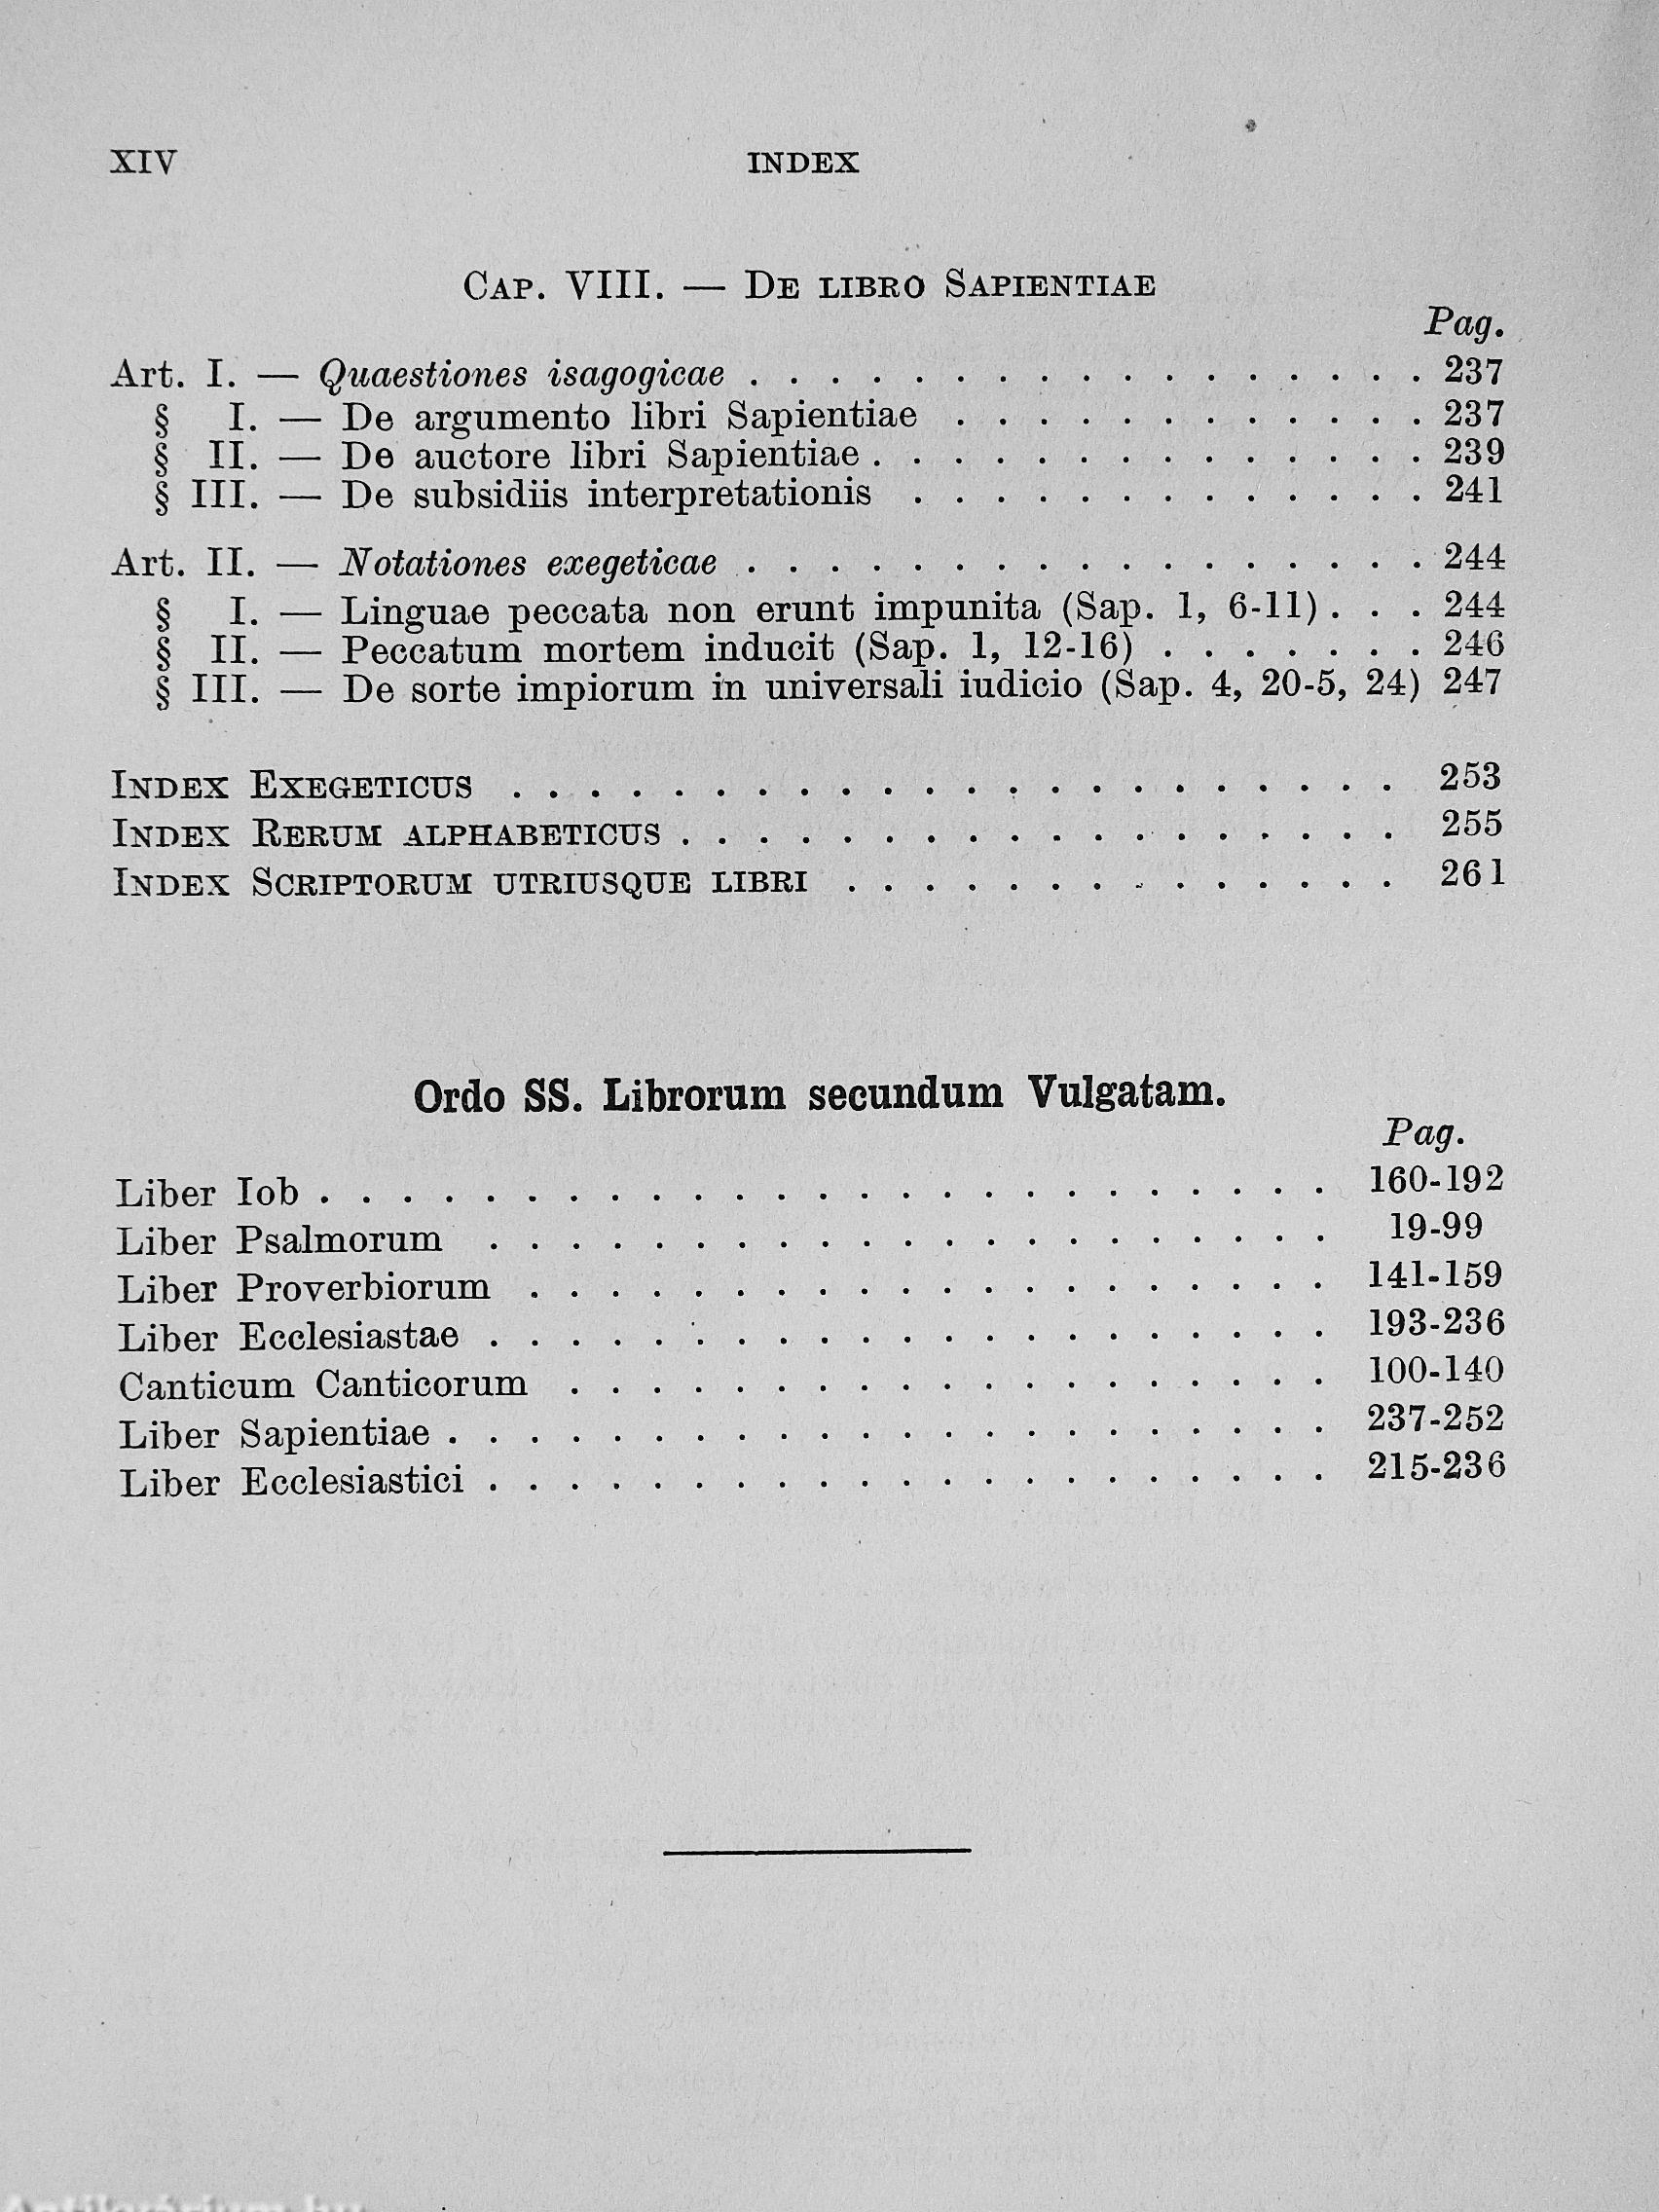 XIV INDEX
CAP. VIII. — DE LIBRO SAPIENTIAE
Pag.
Art. I. — Quaestiones isagogicae . . . . . . . . . . . . . . . . . 237
§ I. — De argumento libri Sapientiae . . . . . . . . . . . . 237
§ II. — De auctore libri Sapientiae . . . . . . . . . . . . . . 239
§ III. — De subsidiis interpretationis . . . . . . . . . . . . . 241
Art. II. — Notationes exegeticae . . . . . . . . . . . . . . . . . 244
§ I. — Linguae peccata non erunt impunita (Sap. 1, 6-11) . . . 244
§ II. — Peccatum mortem inducit (Sap. 1, 12-16) . . . . . . . 246
§ III. — De sorte impiorum in universali iudicio (Sap. 4, 20-5, 24) 247
INDEX EXEGETICUS . . . . . . . . . . . . . . . . . . . . . . 253
INDEX RERUM ALPHABETICUS . . . . . . . . . . . . . . . . . . 255
INDEX SCRIPTORUM UTRIUSQUE LIBRI . . . . . . . . . . . . . . 261
Ordo SS. Librorum secundum Vulgatam.
Pag.
Liber Iob . . . . . . . . . . . . . . . . . . . . . . . . . 160-192
Liber Psalmorum . . . . . . . . . . . . . . . . . . . . . 19-99
Liber Proverbiorum . . . . . . . . . . . . . . . . . . . . 141-159
Liber Ecclesiastae . . . . . . . . . . . . . . . . . . . . . 193-236
Canticum Canticorum . . . . . . . . . . . . . . . . . . . 100-140
Liber Sapientiae . . . . . . . . . . . . . . . . . . . . . . 237-252
Liber Ecclesiastici . . . . . . . . . . . . . . . . . . . . . 215-236